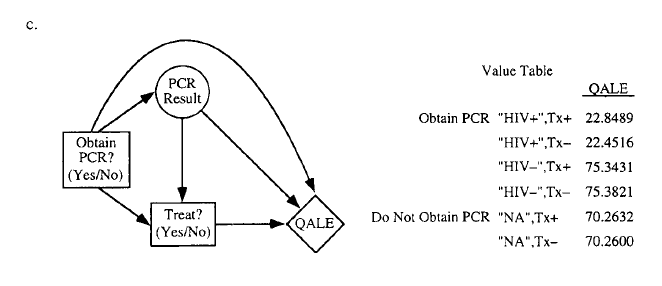 c.
PCR
Result
Obtain
PCR?
(Yes/No)
Treat?
(Yes/No)
QALE
Value Table
QALE
Obtain PCR "HIV+",Tx+ 22.8489
"HIV+",Tx− 22.4516
"HIV−",Tx+ 75.3431
"HIV−",Tx− 75.3821
Do Not Obtain PCR "NA",Tx+ 70.2632
"NA",Tx− 70.2600